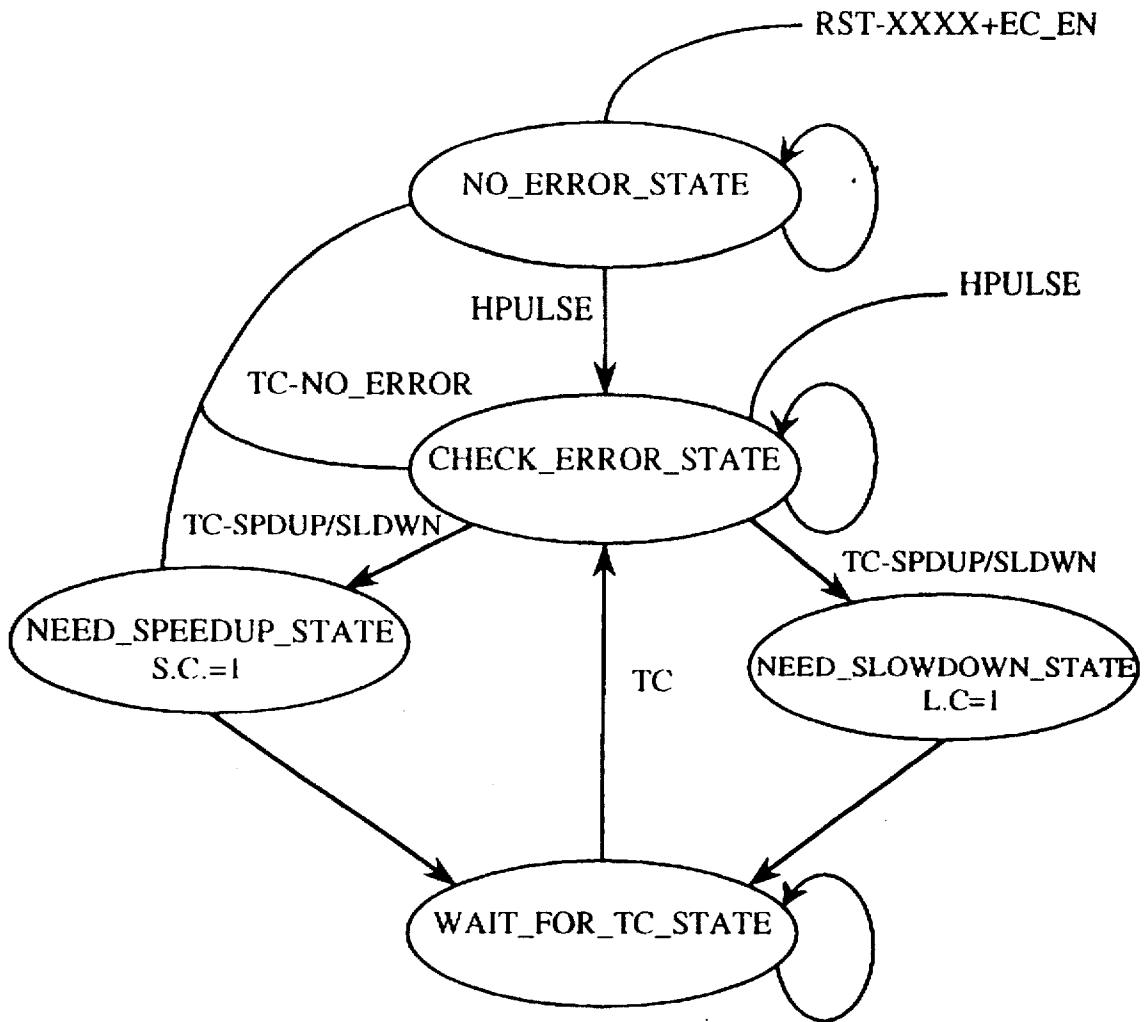 RST-XXXX+EC_EN
NO_ERROR_STATE
HPULSE
HPULSE
TC-NO_ERROR
CHECK_ERROR_STATE
TC-SPDUP/SLDWN
TC-SPDUP/SLDWN
NEED_SPEEDUP_STATE
S.C.=1
NEED_SLOWDOWN_STATE
L.C=1
TC
WAIT_FOR_TC_STATE